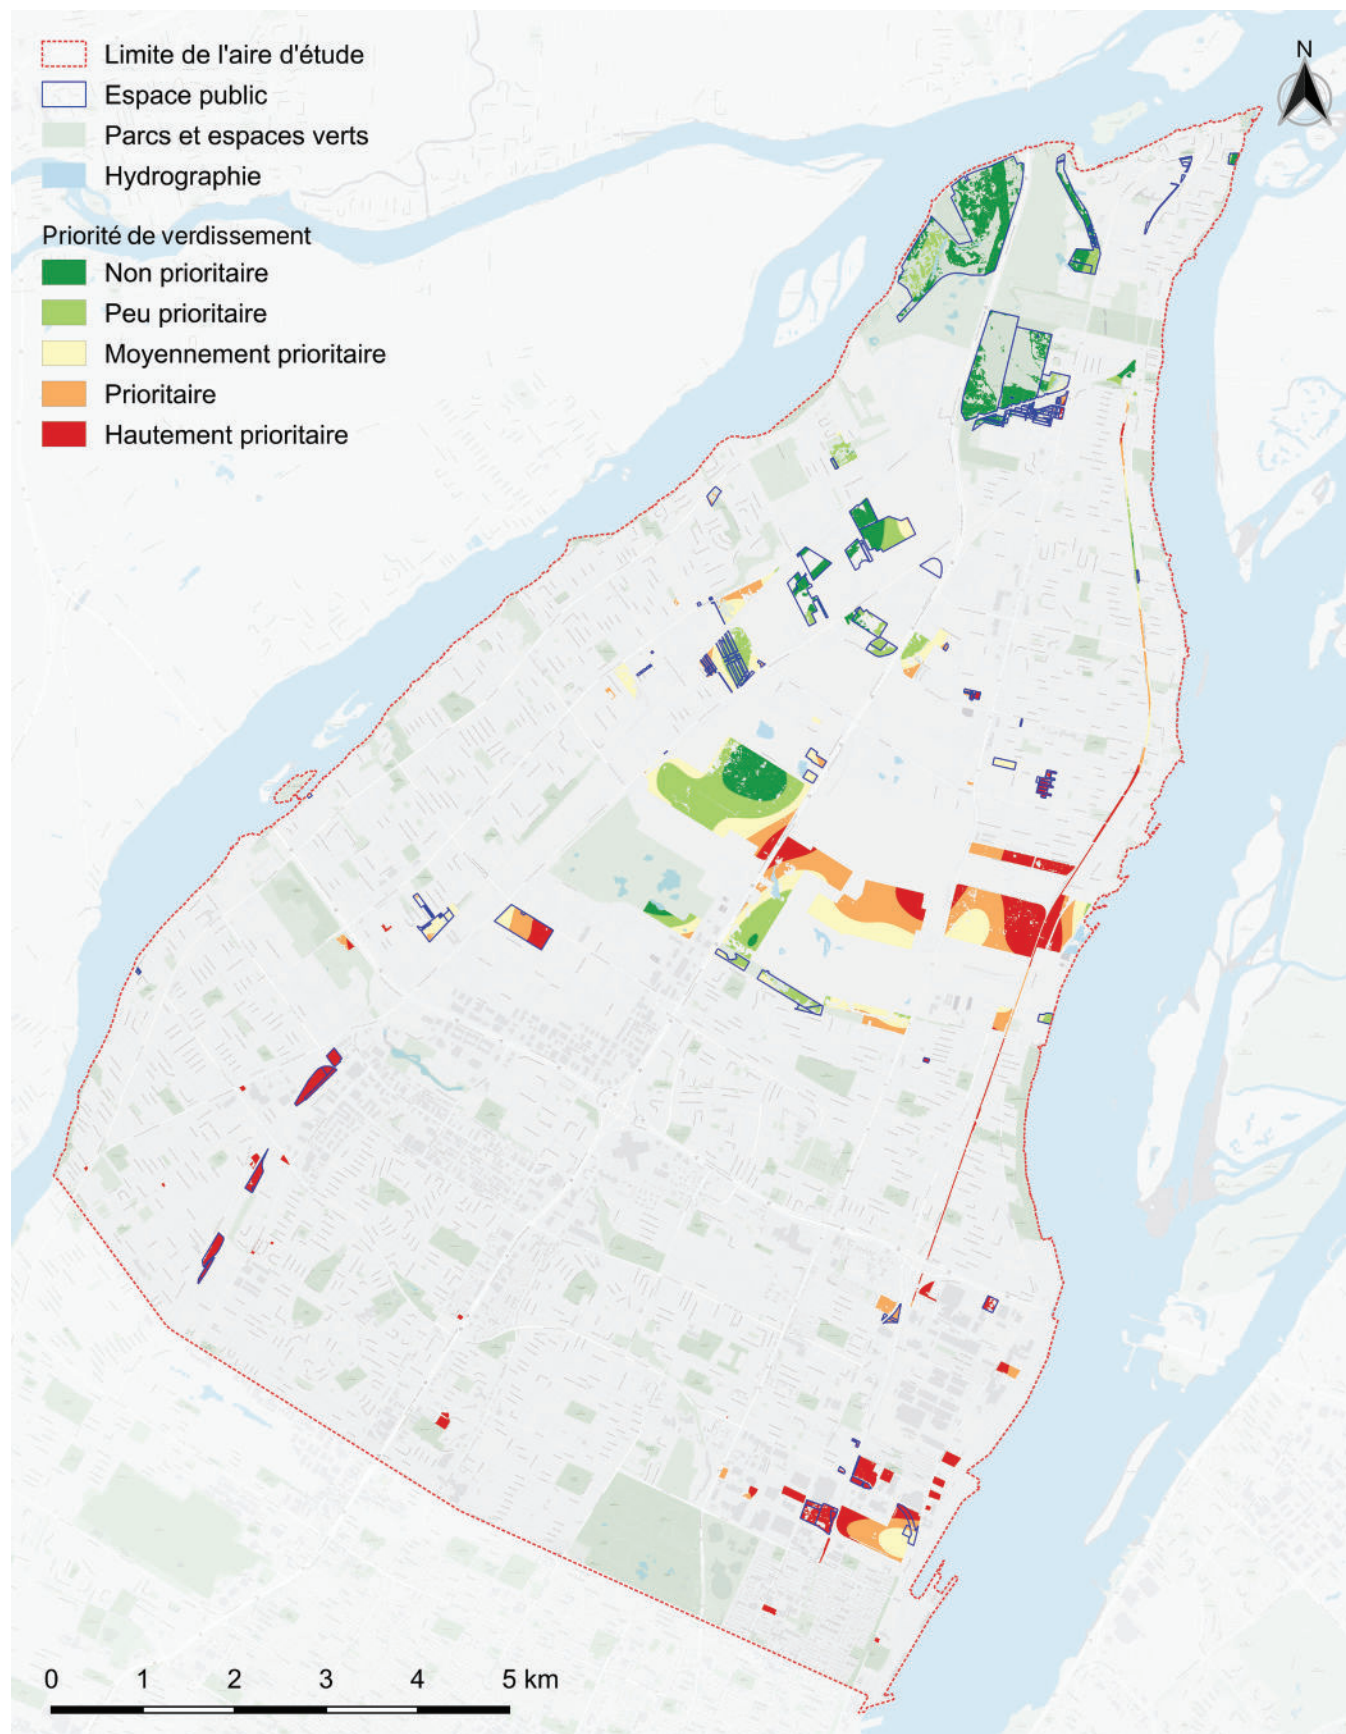 Limite de l'aire d'étude
Espace public
Parcs et espaces verts
Hydrographie
Priorité de verdissement
Non prioritaire
Peu prioritaire
Moyennement prioritaire
Prioritaire
Hautement prioritaire
N
0 1 2 3 4 5 km